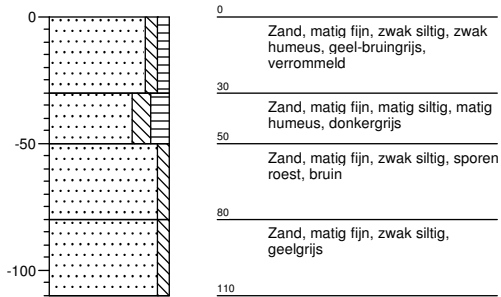 0
0
Zand, matig fijn, zwak siltig, zwak
humeus, geel-bruingrijs,
verrommeld
30
Zand, matig fijn, matig siltig, matig
humeus, donkergrijs
-50
50
Zand, matig fijn, zwak siltig, sporen
roest, bruin
80
Zand, matig fijn, zwak siltig,
geelgrijs
-100
110